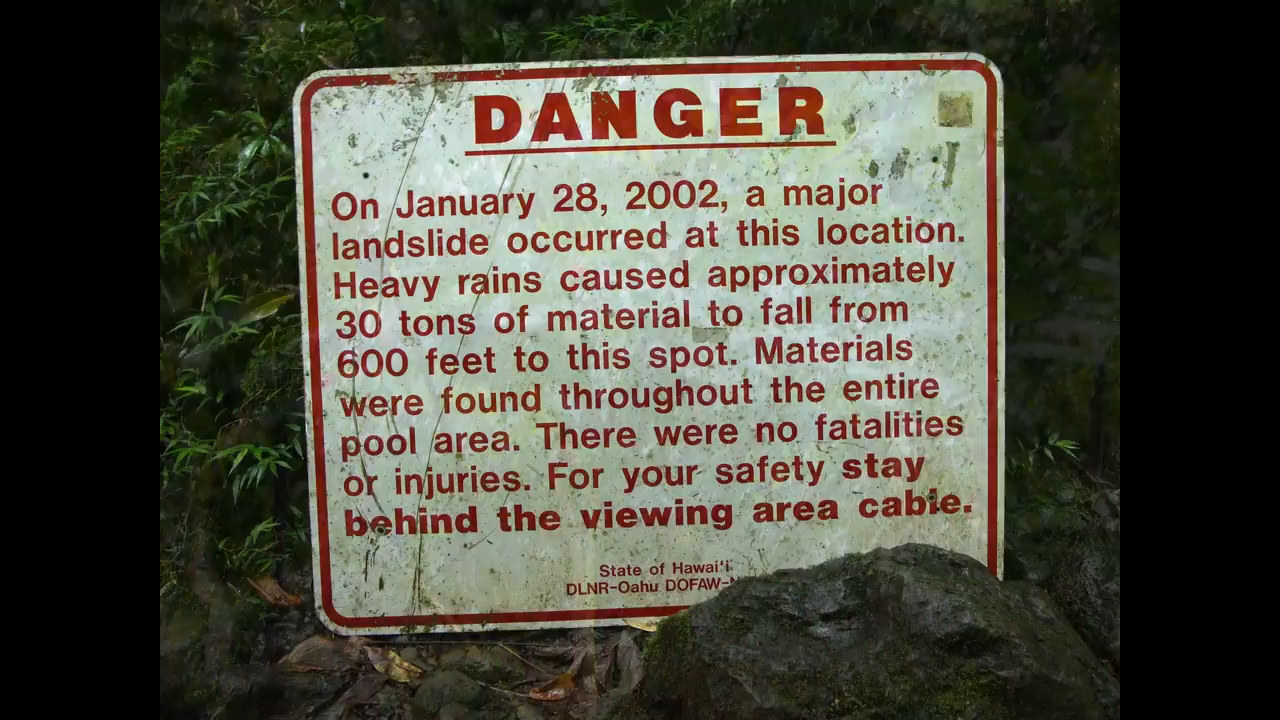 DANGER
On January 28, 2002, a major
landslide occurred at this location.
Heavy rains caused approximately
30 tons of material to fall from
600 feet to this spot. Materials
were found throughout the entire
pool area. There were no fatalities
or injuries. For your safety stay
behind the viewing area cable.
State of Hawai'i
DLNR-Oahu DOFAW-